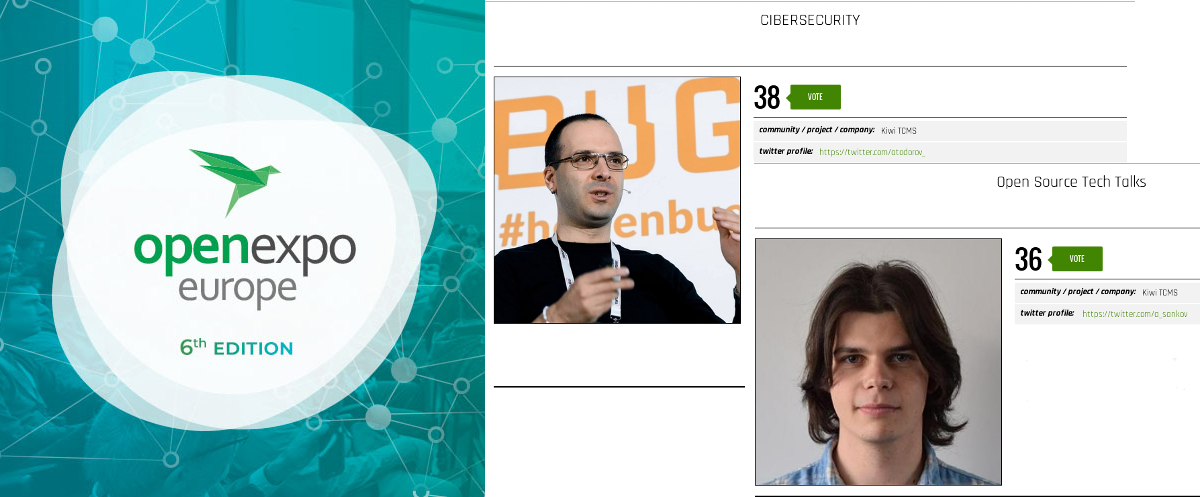 openexpo
europe
6th EDITION
CIBERSECURITY
BUG
38
VOTE
community / project / company: Kiwi TCMS
twitter profile: https://twitter.com/atodorov_
Open Source Tech Talks
36
VOTE
community / project / company: Kiwi TCMS
twitter profile: https://twitter.com/a_sankov